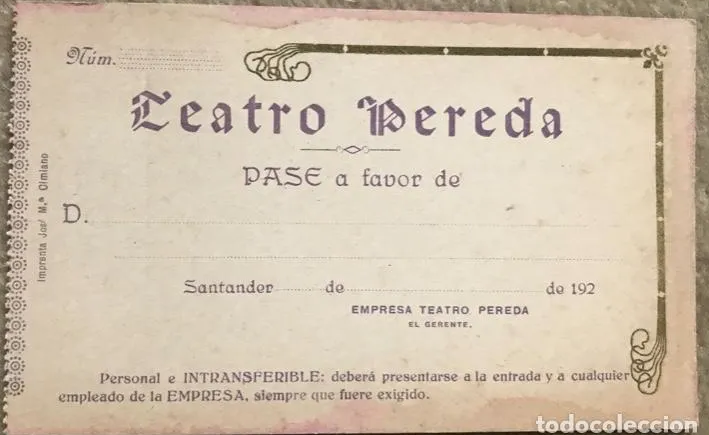 Núm.
Teatro Pereda
PASE a favor de
D.
Santander de de 192
EMPRESA TEATRO PEREDA
EL GERENTE.
Personal e INTRANSFERIBLE: deberá presentarse a la entrada y a cualquier
empleado de la EMPRESA, siempre que fuere exigido.
Imprenta José M.ª Olmiano
todocoleccion